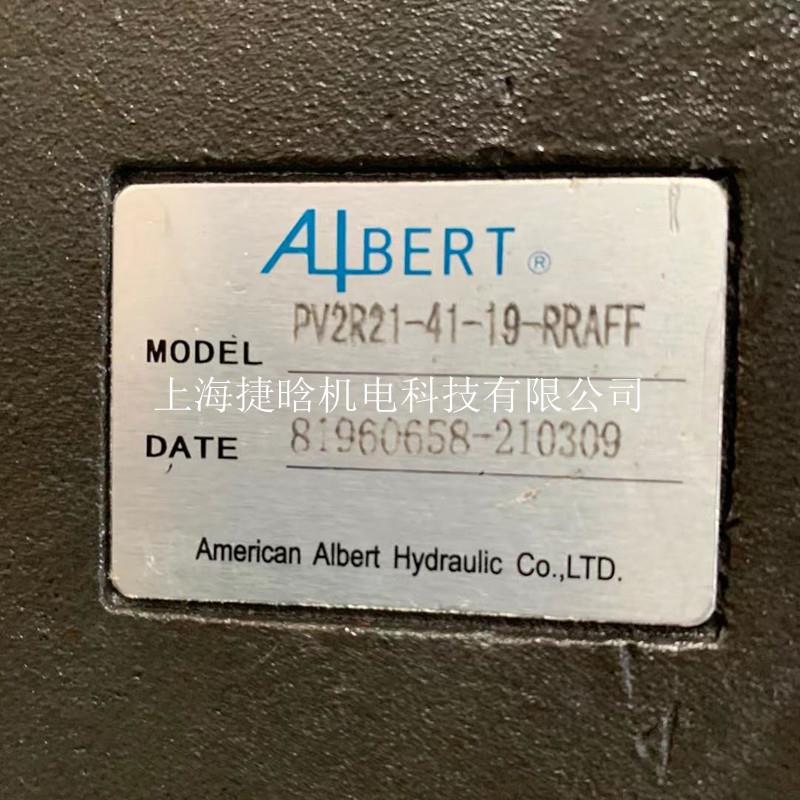 ALBERT ®
MODEL PV2R21-41-19-RRAFF
上海捷晗机电科技有限公司
DATE 81960658-210309
American Albert Hydraulic Co.,LTD.